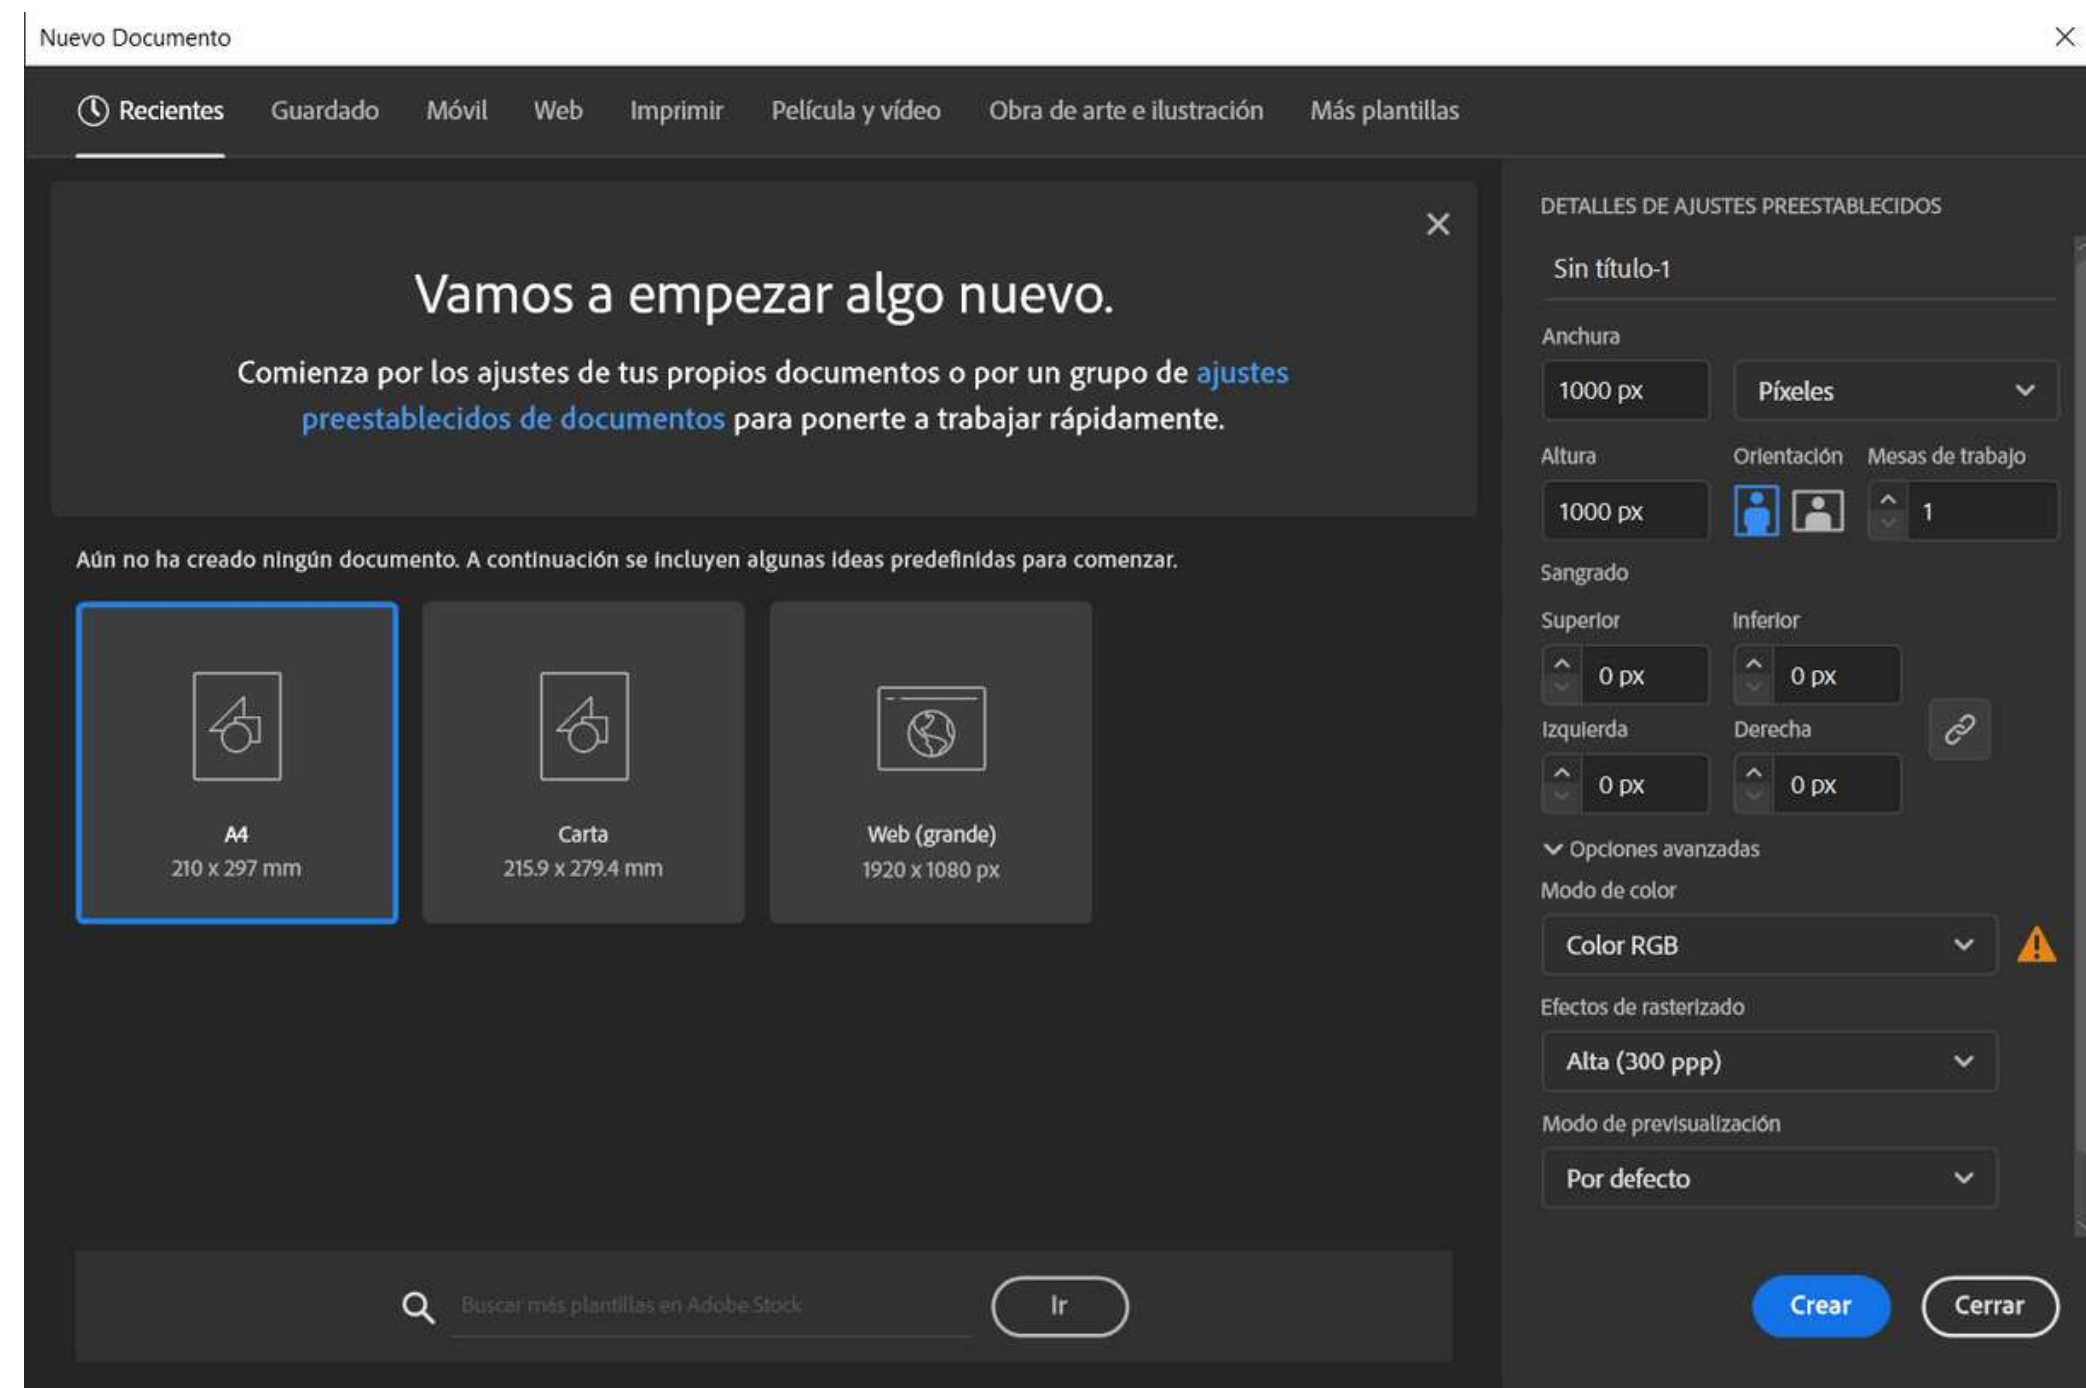 Nuevo Documento
Recientes Guardado Móvil Web Imprimir Película y vídeo Obra de arte e ilustración Más plantillas
Vamos a empezar algo nuevo.
Comienza por los ajustes de tus propios documentos o por un grupo de ajustes
preestablecidos de documentos para ponerte a trabajar rápidamente.
Aún no ha creado ningún documento. A continuación se incluyen algunas ideas predefinidas para comenzar.
A4
210 x 297 mm
Carta
215.9 x 279.4 mm
Web (grande)
1920 x 1080 px
Buscar más plantillas en Adobe Stock
Ir
DETALLES DE AJUSTES PREESTABLECIDOS
Sin título-1
Anchura
1000 px Píxeles
Altura Orientación Mesas de trabajo
1000 px 1
Sangrado
Superior Inferior
0 px 0 px
Izquierda Derecha
0 px 0 px
Opciones avanzadas
Modo de color
Color RGB
Efectos de rasterizado
Alta (300 ppp)
Modo de previsualización
Por defecto
Crear Cerrar